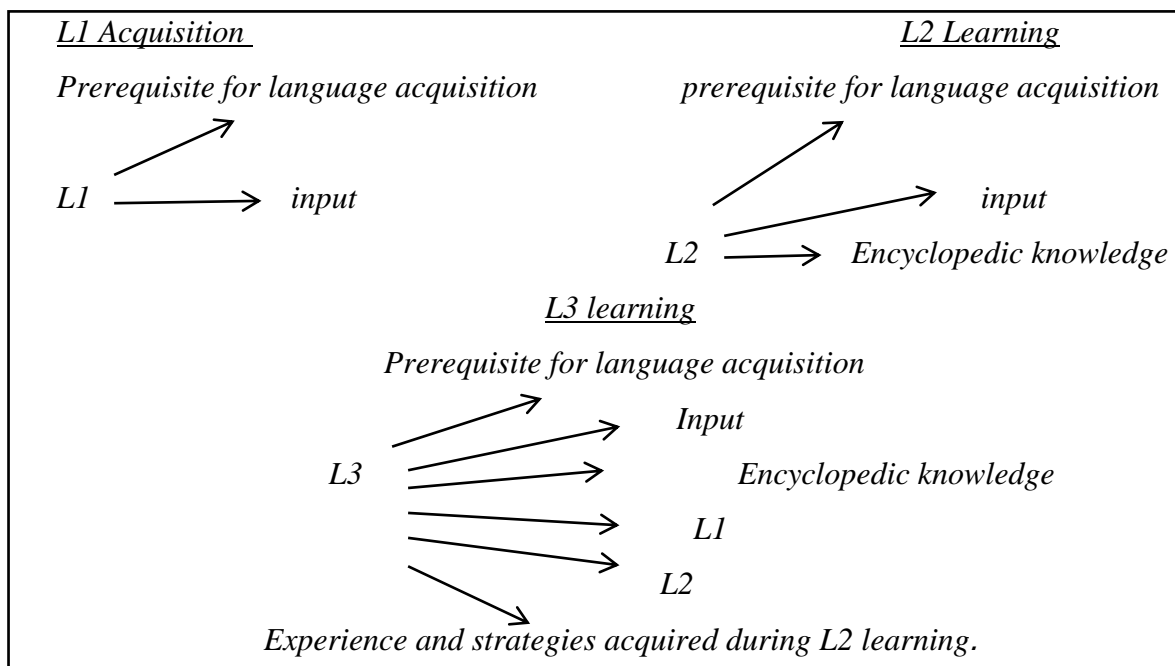 L1 Acquisition
L2 Learning
Prerequisite for language acquisition
prerequisite for language acquisition
L1
input
input
L2
Encyclopedic knowledge
L3 learning
Prerequisite for language acquisition
Input
L3
Encyclopedic knowledge
L1
L2
Experience and strategies acquired during L2 learning.